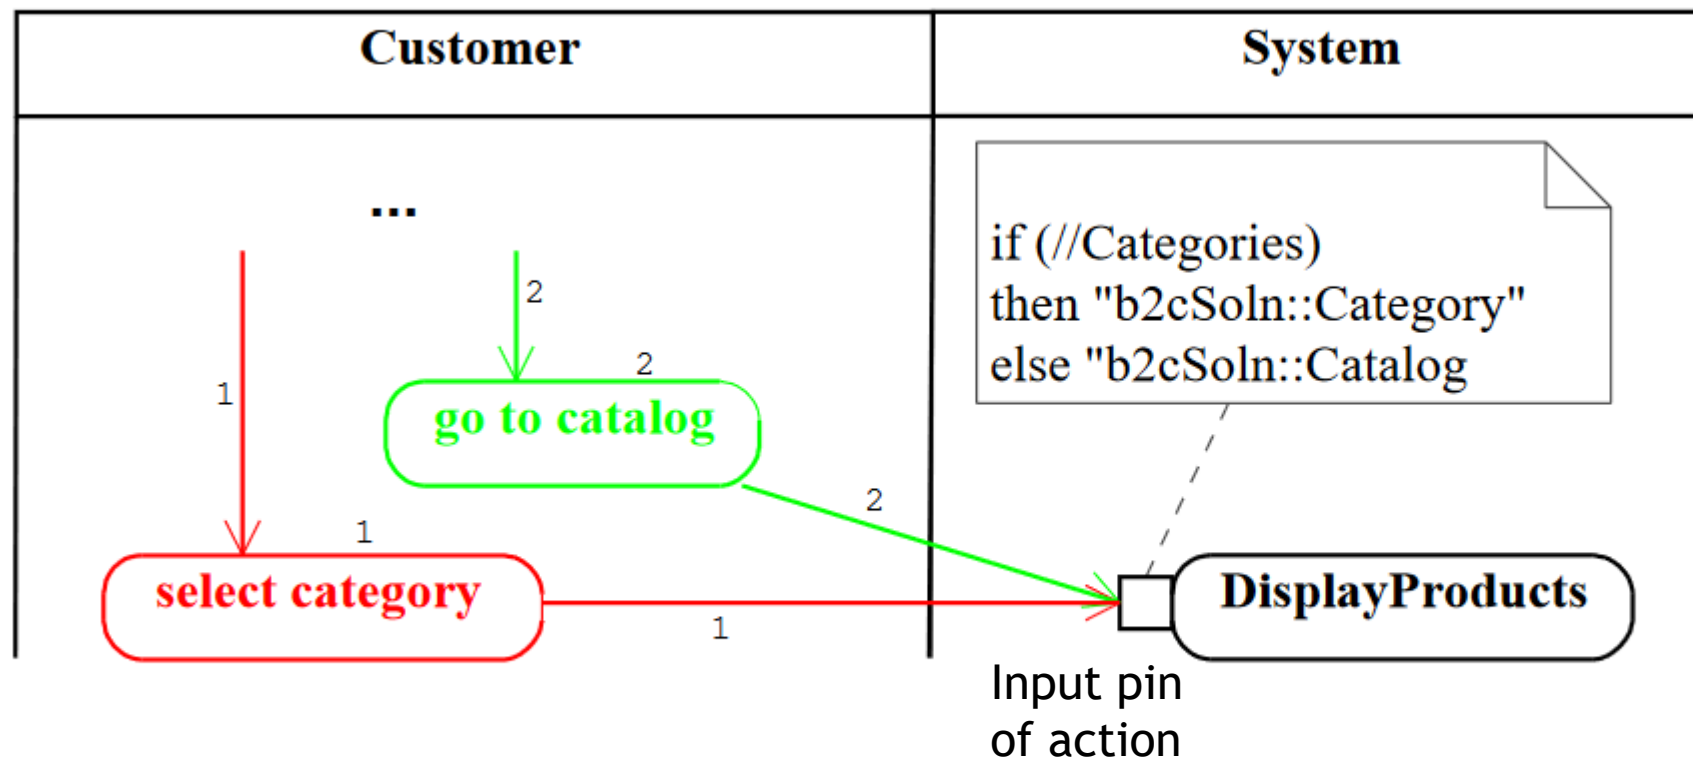 Customer
System
...
if (//Categories)
then "b2cSoln::Category"
else "b2cSoln::Catalog
2
2
1
go to catalog
2
1
select category
1
DisplayProducts
Input pin
of action